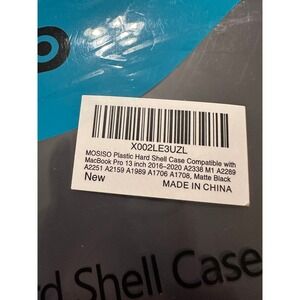 X002LE3UZL
MOSISO Plastic Hard Shell Case Compatible with
MacBook Pro 13 inch 2016-2020 A2338 M1 A2289
A2251 A2159 A1989 A1706 A1708, Matte Black
New
MADE IN CHINA
rd Shell Case